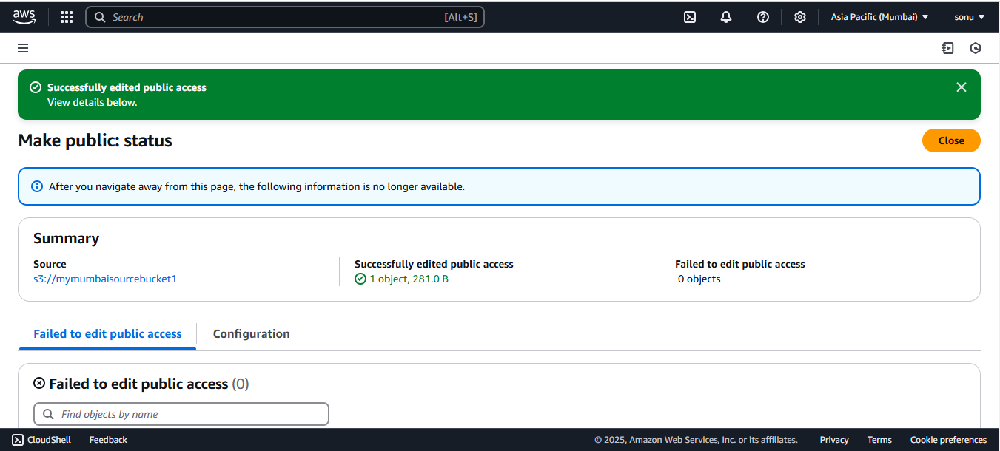 aws
Search [Alt+S] Asia Pacific (Mumbai) sonu
Successfully edited public access
View details below.
Make public: status
Close
After you navigate away from this page, the following information is no longer available.
Summary
Source
s3://mymumbaisourcebucket1
Successfully edited public access
1 object, 281.0 B
Failed to edit public access
0 objects
Failed to edit public access Configuration
Failed to edit public access (0)
Find objects by name
CloudShell Feedback © 2025, Amazon Web Services, Inc. or its affiliates. Privacy Terms Cookie preferences